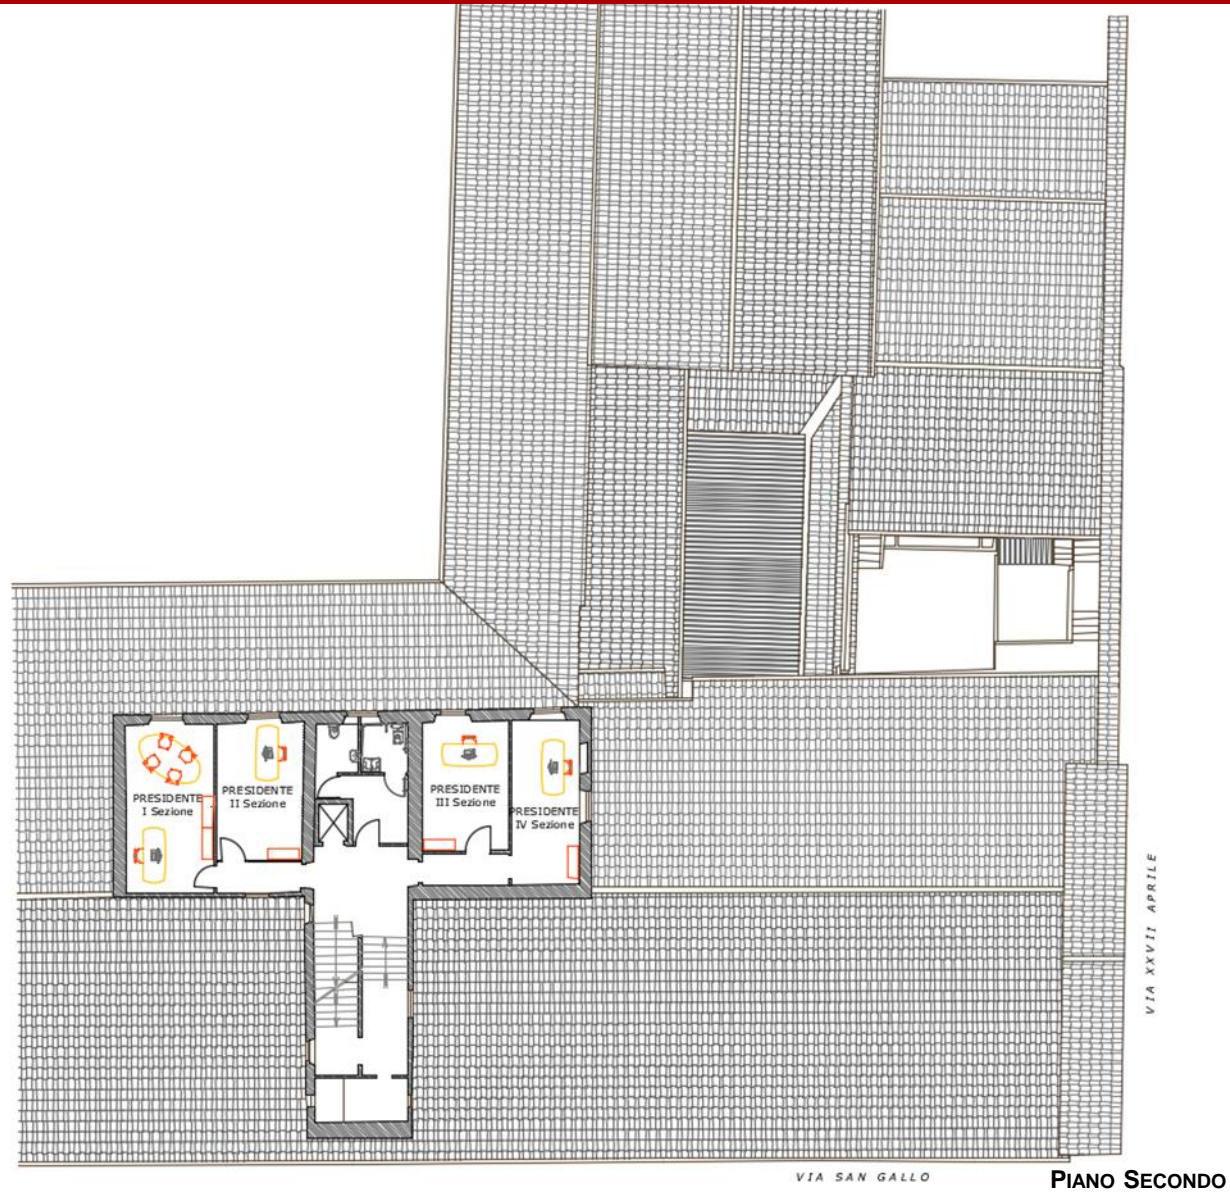 PRESIDENTE
I Sezione
PRESIDENTE
II Sezione
PRESIDENTE
III Sezione
PRESIDENTE
IV Sezione
VIA XXVII APRILE
VIA SAN GALLO
PIANO SECONDO